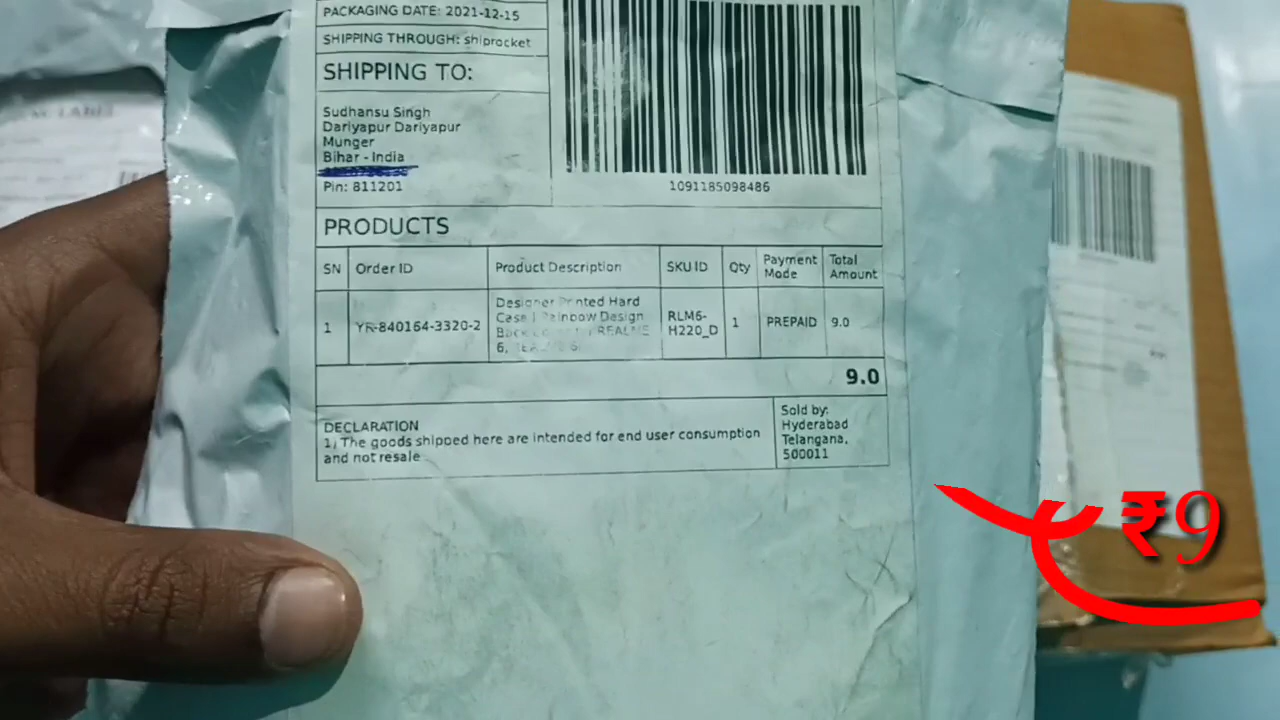 PACKAGING DATE: 2021-12-15
SHIPPING THROUGH: shiprocket
SHIPPING TO:
Sudhansu Singh
Dariyapur Dariyapur
Munger
Bihar - India
Pin: 811201
1091185098486
PRODUCTS
SN Order ID Product Description SKU ID Qty Payment Mode Total Amount
1 YR-840164-3320-2 Designer Printed Hard RLM6- 1 PREPAID 9.0
Case | Rainbow Design H220_D
Back REALME
6,
9.0
DECLARATION
1) The goods shipped here are intended for end user consumption
and not resale
Sold by:
Hyderabad
Telangana,
500011
₹9